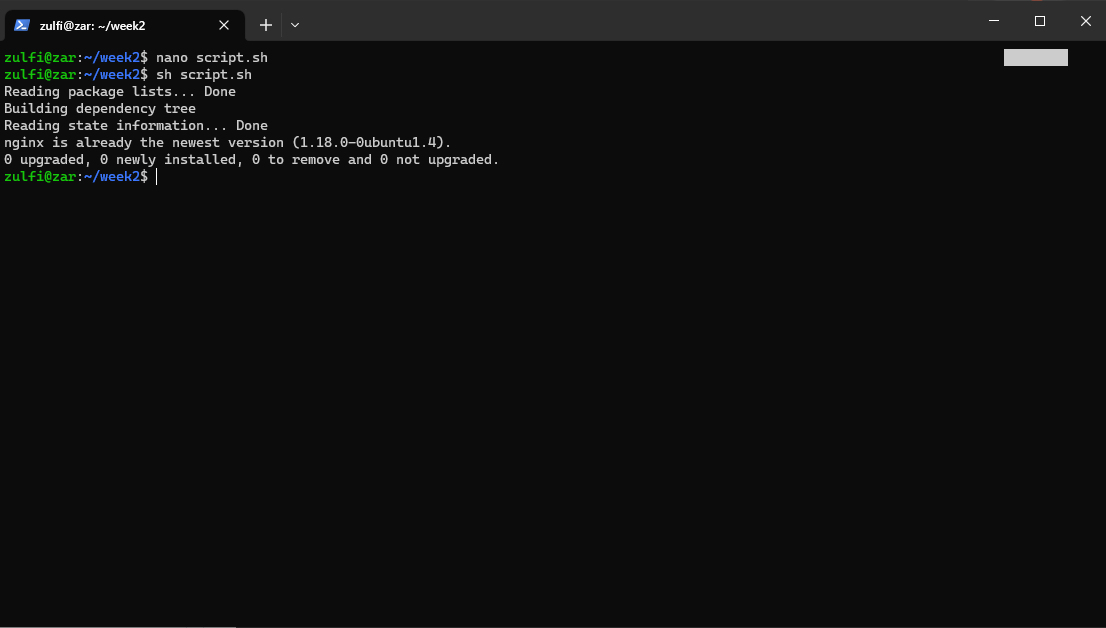 zulfi@zar: ~/week2
zulfi@zar:~/week2$ nano script.sh
zulfi@zar:~/week2$ sh script.sh
Reading package lists... Done
Building dependency tree
Reading state information... Done
nginx is already the newest version (1.18.0-0ubuntu1.4).
0 upgraded, 0 newly installed, 0 to remove and 0 not upgraded.
zulfi@zar:~/week2$